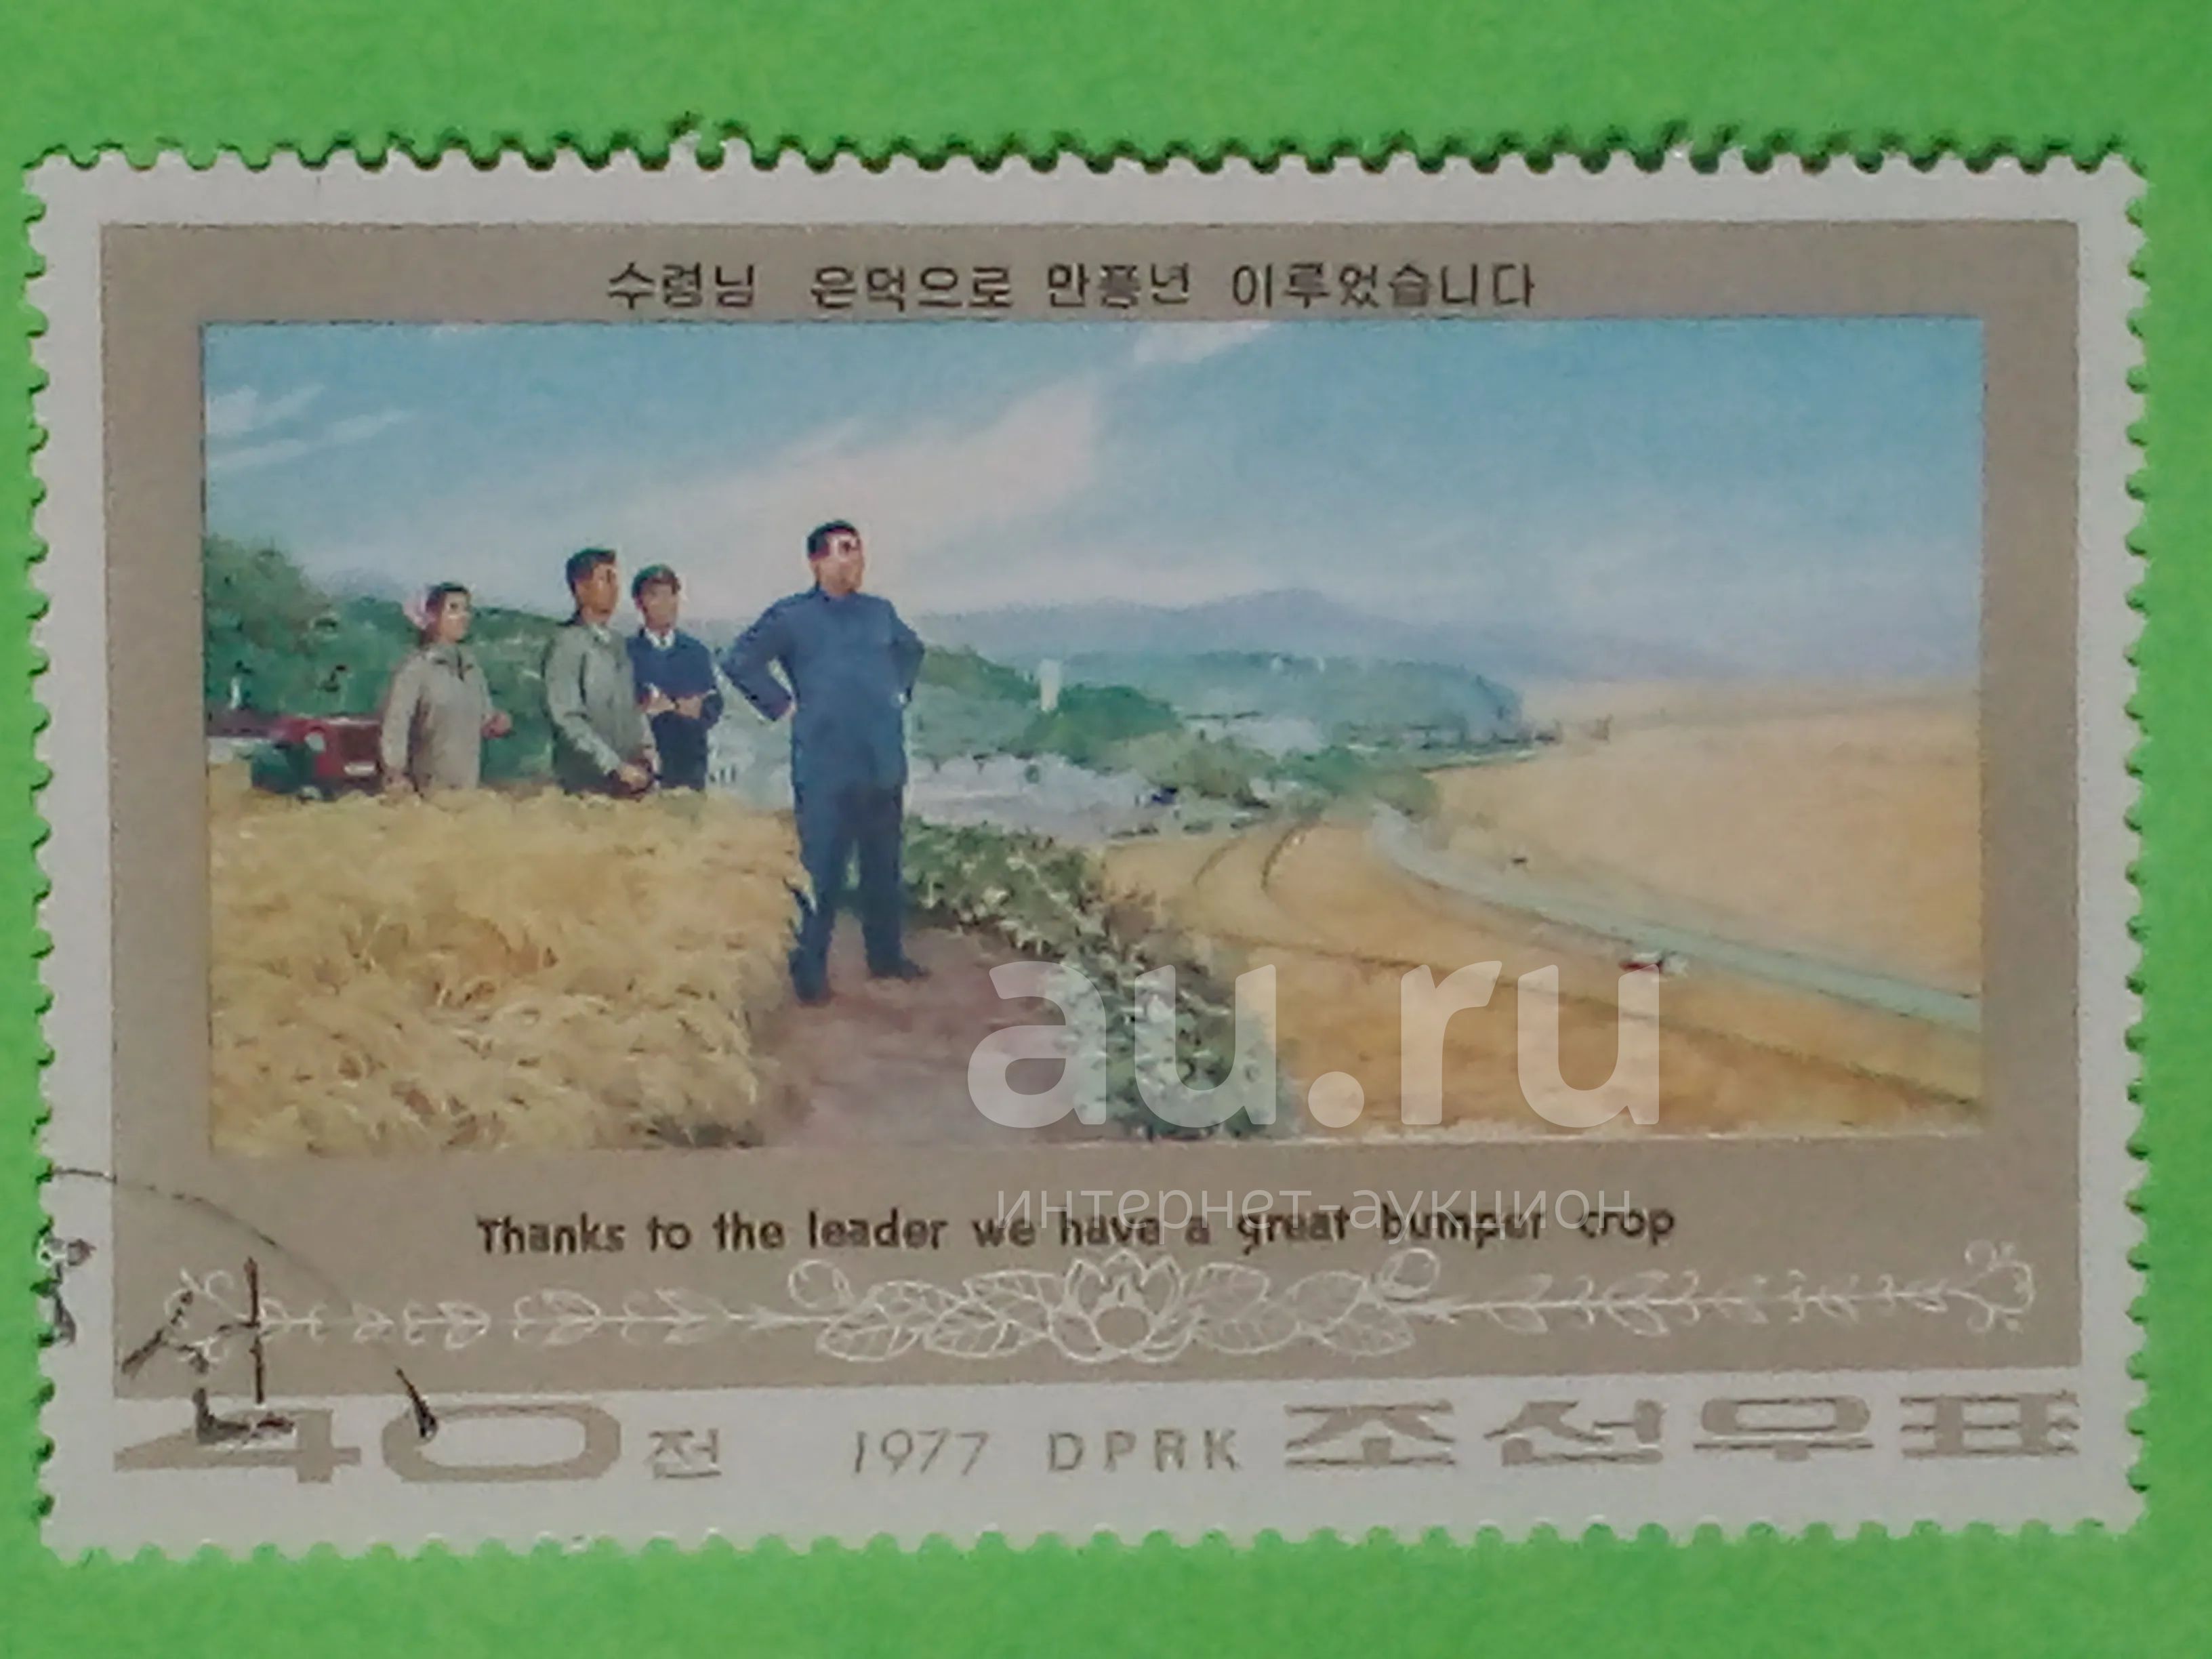 수령님 은덕으로 만풍년 이루었습니다
au.ru
интернет-аукцион
Thanks to the leader we have a great bumper crop
선
40 전 1977 DPRK 조선우표